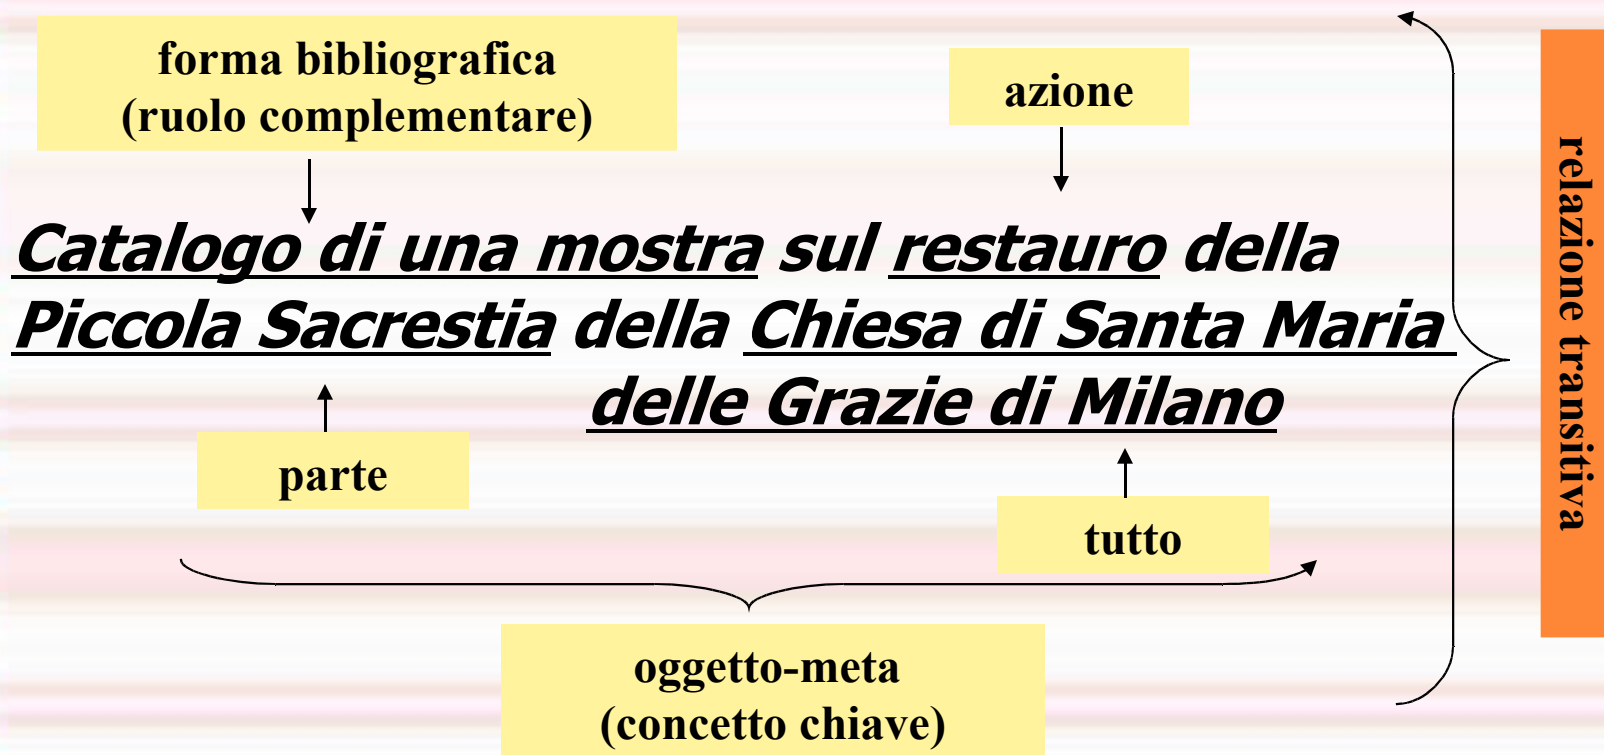 forma bibliografica
(ruolo complementare)
azione
Catalogo di una mostra sul restauro della
Piccola Sacrestia della Chiesa di Santa Maria
delle Grazie di Milano
parte
tutto
oggetto-meta
(concetto chiave)
relazione transitiva